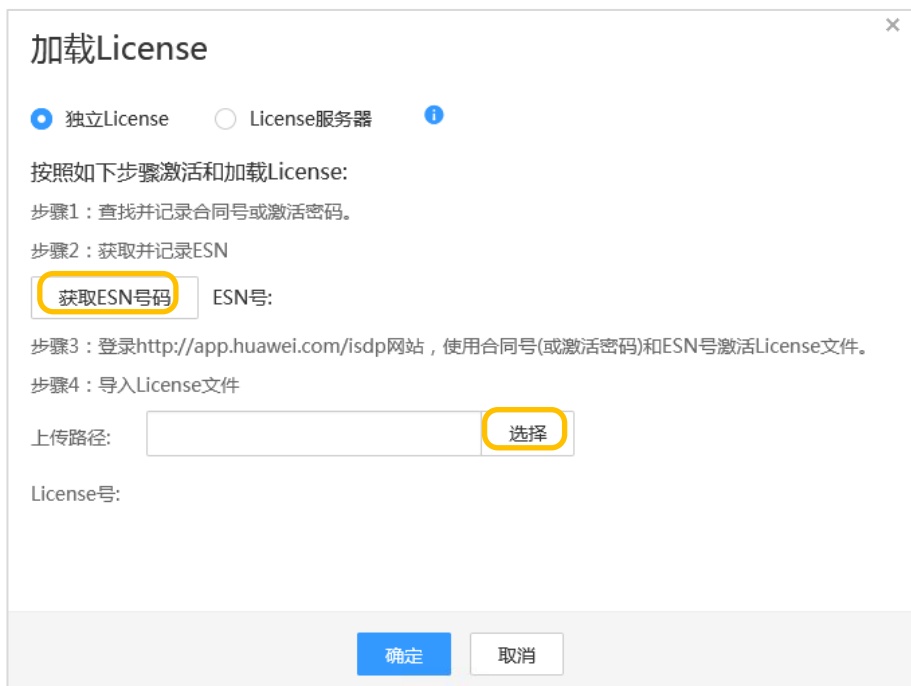 加载License
独立License License服务器
按照如下步骤激活和加载License:
步骤1：查找并记录合同号或激活密码。
步骤2：获取并记录ESN
获取ESN号码 ESN号:
步骤3：登录http://app.huawei.com/isdp网站，使用合同号(或激活密码)和ESN号激活License文件。
步骤4：导入License文件
上传路径: 选择
License号:
确定 取消